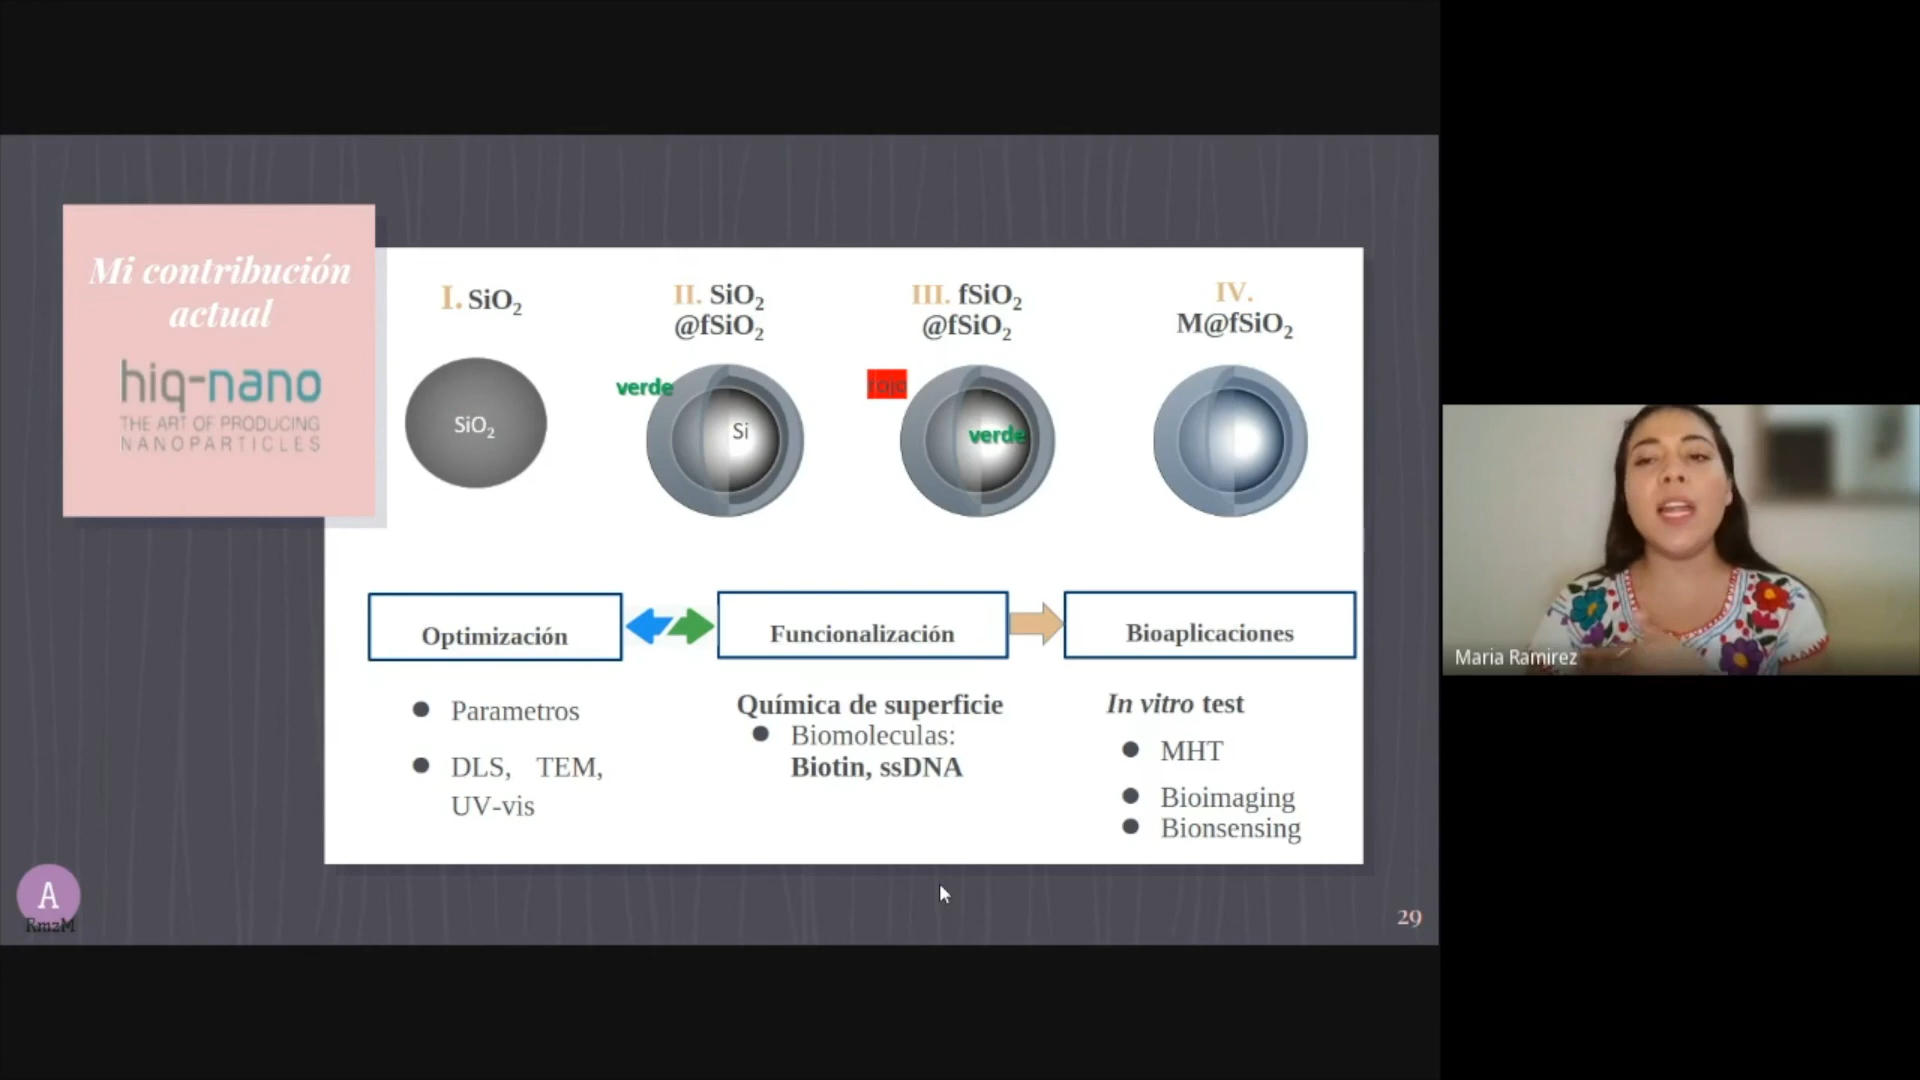 Mi contribución
actual
hiq-nano
THE ART OF PRODUCING
NANOPARTICLES
I. SiO₂
II. SiO₂
@fSiO₂
III. fSiO₂
@fSiO₂
IV.
M@fSiO₂
SiO₂
verde
Si
rojo
verde
Optimización
Funcionalización
Bioaplicaciones
● Parametros
● DLS, TEM,
UV-vis
Química de superficie
● Biomoleculas:
Biotin, ssDNA
In vitro test
● MHT
● Bioimaging
● Bionsensing
A
RmzM
29
Maria Ramirez